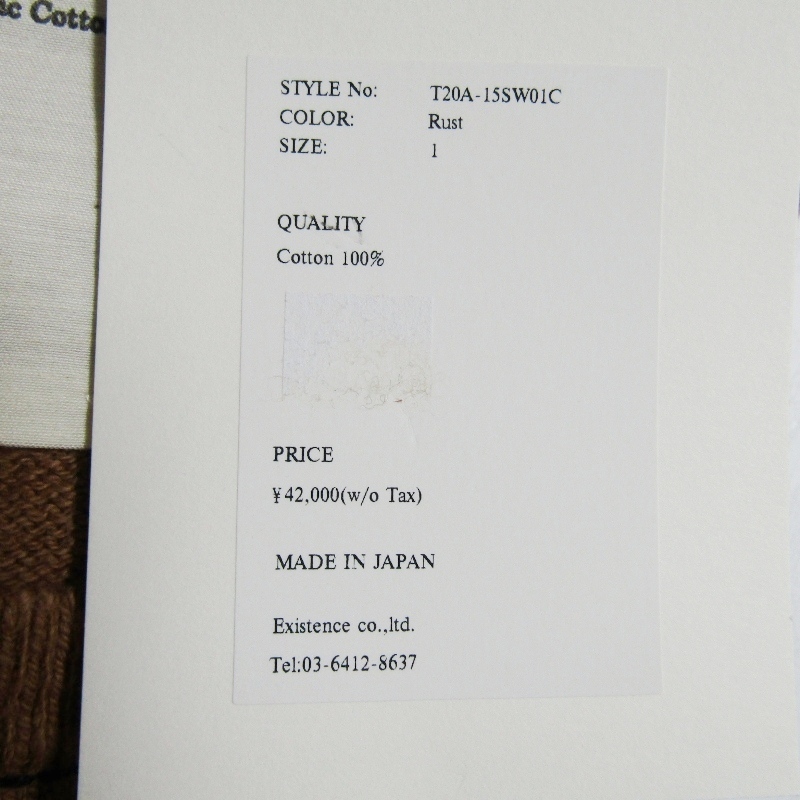 ic Cotto
STYLE No: T20A-15SW01C
COLOR: Rust
SIZE: 1
QUALITY
Cotton 100%
PRICE
¥42,000(w/o Tax)
MADE IN JAPAN
Existence co.,ltd.
Tel:03-6412-8637